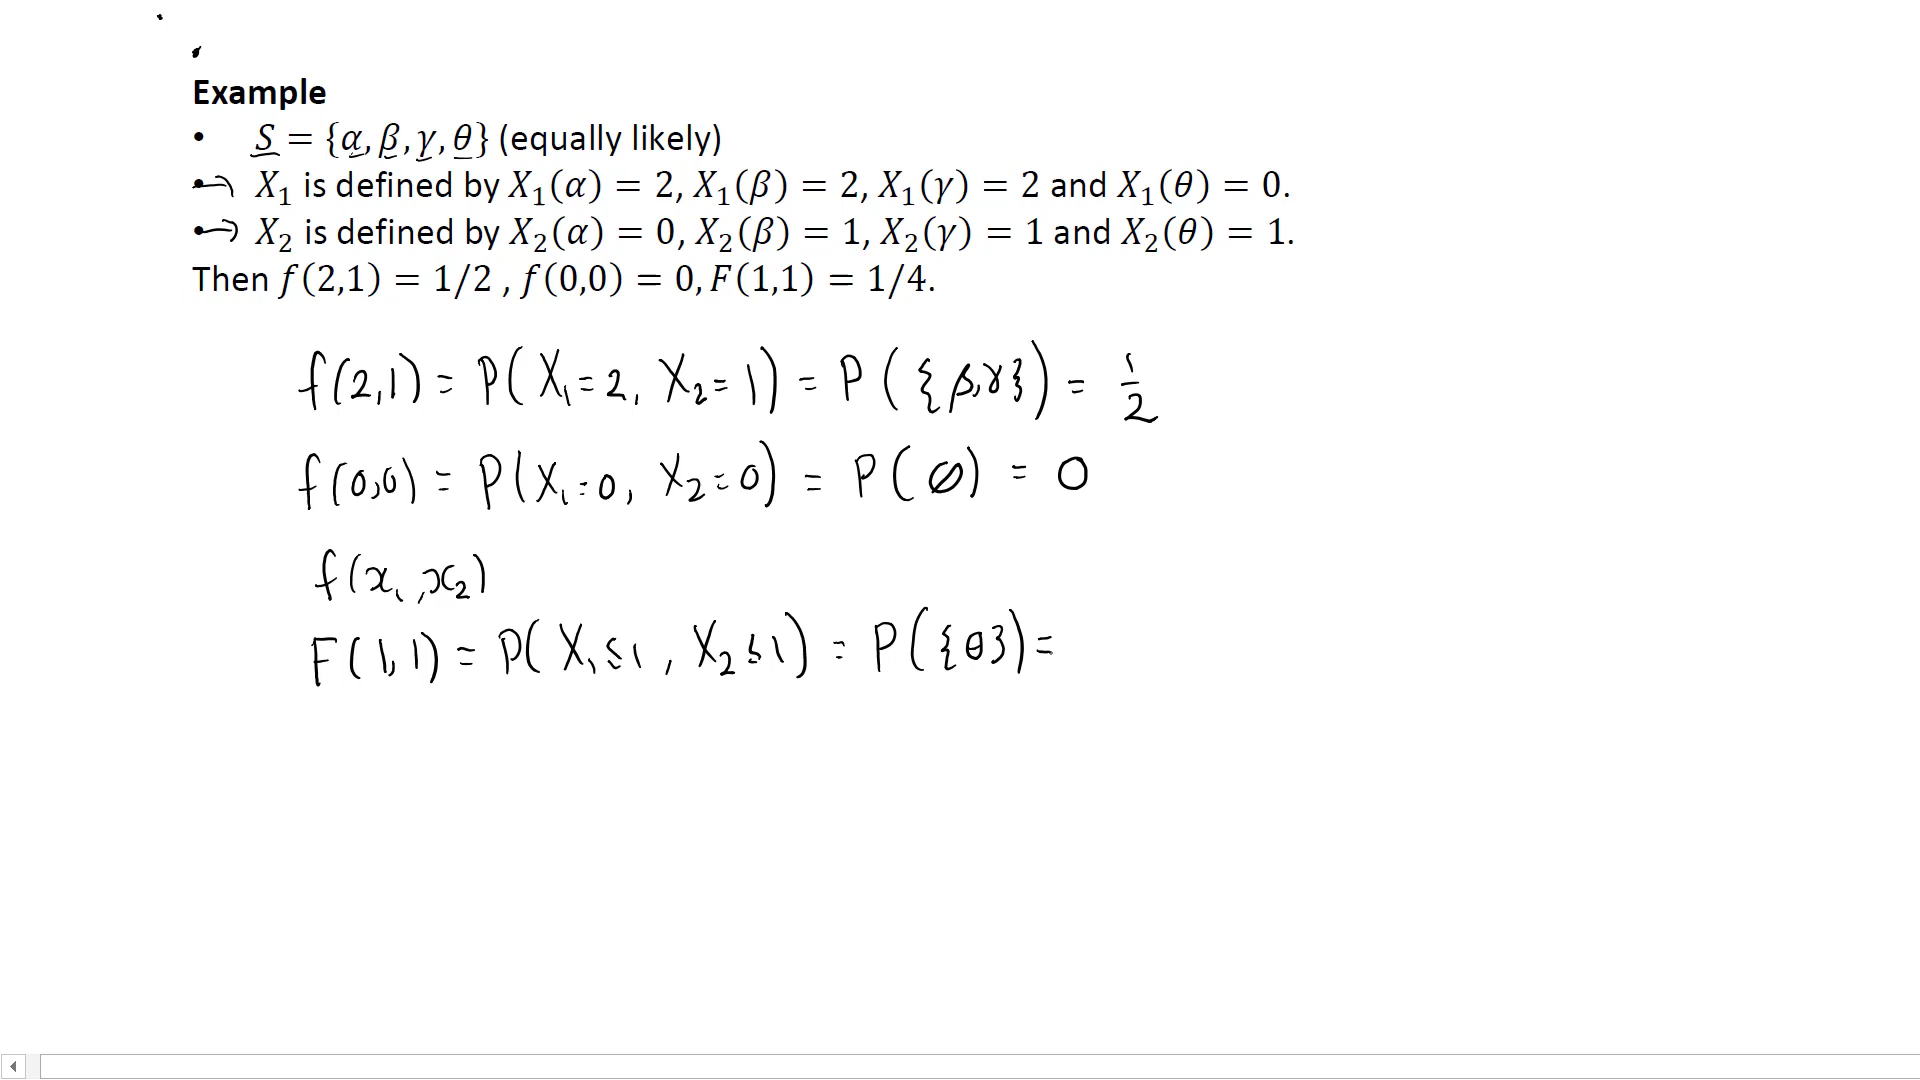 Example
• S = {α, β, γ, θ} (equally likely)
• X₁ is defined by X₁(α) = 2, X₁(β) = 2, X₁(γ) = 2 and X₁(θ) = 0.
• X₂ is defined by X₂(α) = 0, X₂(β) = 1, X₂(γ) = 1 and X₂(θ) = 1.
Then f(2,1) = 1/2 , f(0,0) = 0, F(1,1) = 1/4.
f(2,1) = P(X₁=2, X₂=1) = P({β,γ}) = 1/2
f(0,0) = P(X₁=0, X₂=0) = P(∅) = 0
f(x₁,x₂)
F(1,1) = P(X₁≤1, X₂≤1) = P({θ}) =